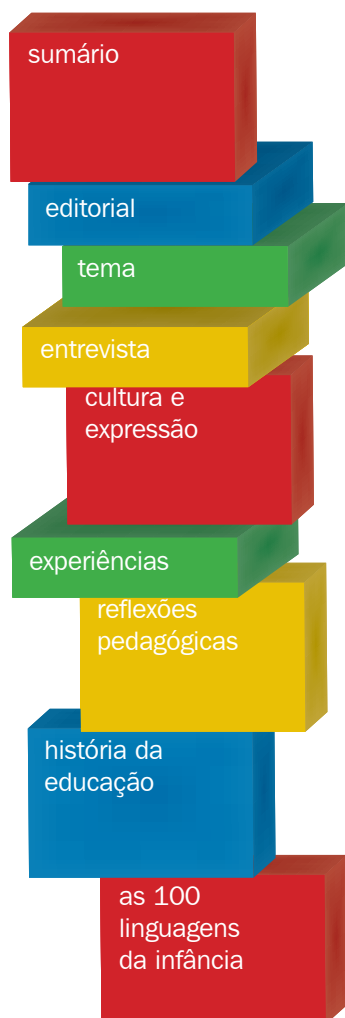 sumário
editorial
tema
entrevista
cultura e
expressão
experiências
reflexões
pedagógicas
história da
educação
as 100
linguagens
da infância